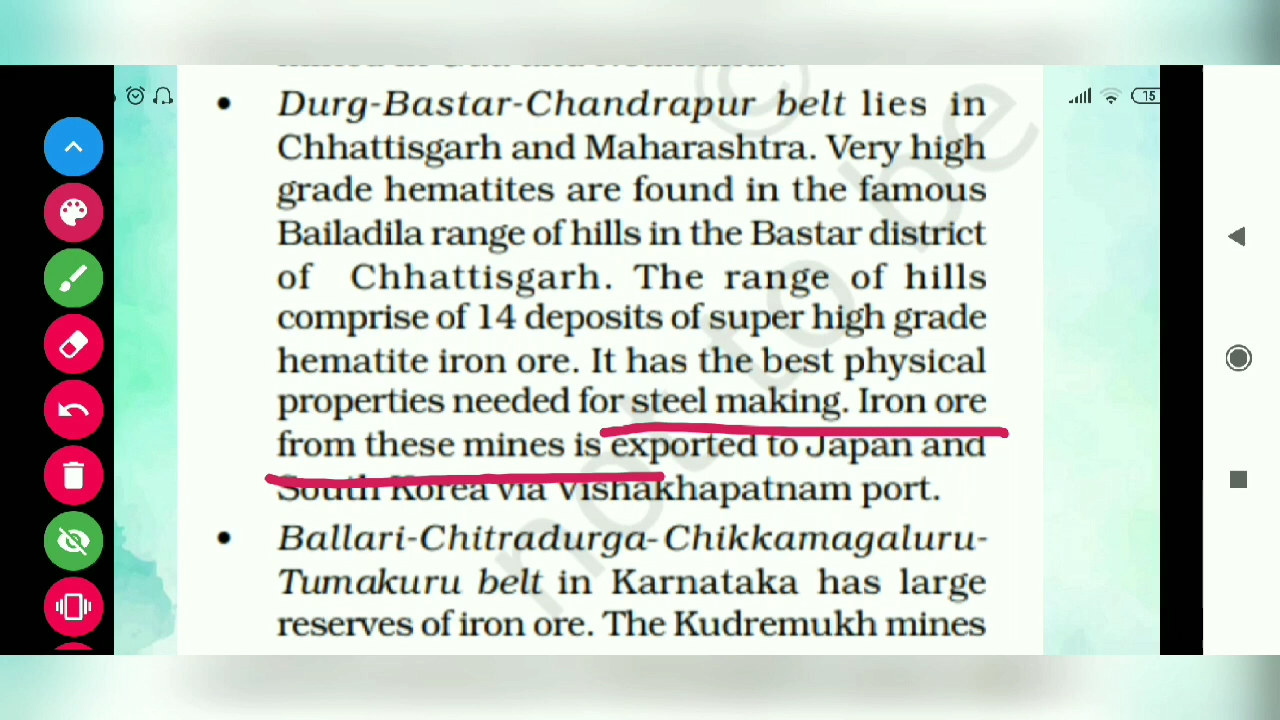 • Durg-Bastar-Chandrapur belt lies in
Chhattisgarh and Maharashtra. Very high
grade hematites are found in the famous
Bailadila range of hills in the Bastar district
of Chhattisgarh. The range of hills
comprise of 14 deposits of super high grade
hematite iron ore. It has the best physical
properties needed for steel making. Iron ore
from these mines is exported to Japan and
South Korea via Vishakhapatnam port.
• Ballari-Chitradurga-Chikkamagaluru-
Tumakuru belt in Karnataka has large
reserves of iron ore. The Kudremukh mines
©
not to be
15